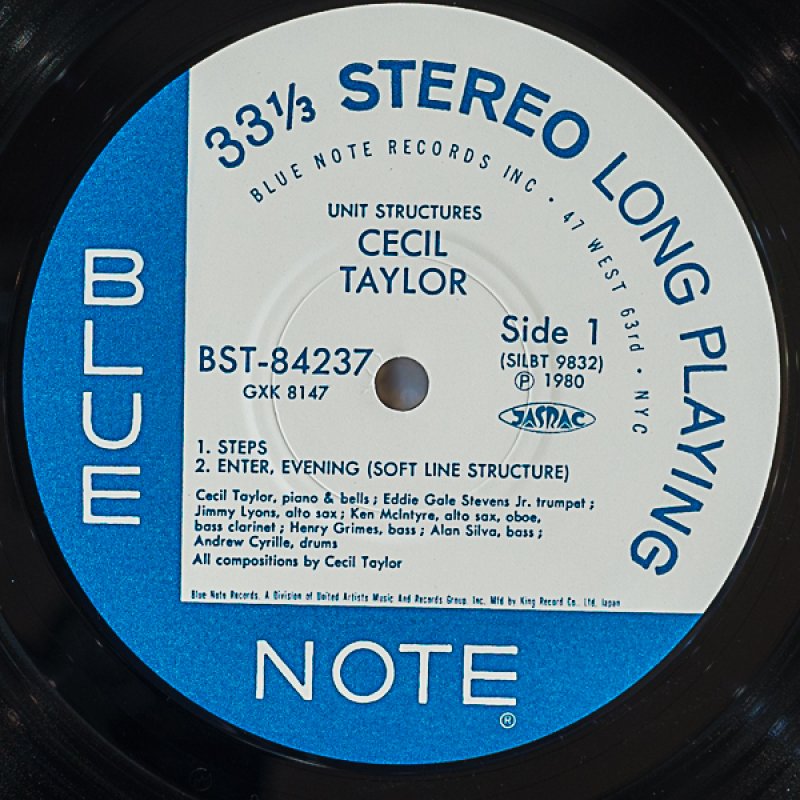 33⅓ STEREO LONG PLAYING
BLUE NOTE RECORDS INC • 47 WEST 63rd • NYC
UNIT STRUCTURES
CECIL
TAYLOR
BST-84237
GXK 8147
Side 1
(SILBT 9832)
Ⓟ 1980
JASRAC
1. STEPS
2. ENTER, EVENING (SOFT LINE STRUCTURE)
Cecil Taylor, piano & bells ; Eddie Gale Stevens Jr. trumpet ;
Jimmy Lyons, alto sax ; Ken McIntyre, alto sax, oboe,
bass clarinet ; Henry Grimes, bass ; Alan Silva, bass ;
Andrew Cyrille, drums
All compositions by Cecil Taylor
Blue Note Records, A Division of United Artists Music And Records Group, Inc. Mfd by King Record Co., Ltd. Japan
BLUE
NOTE
®